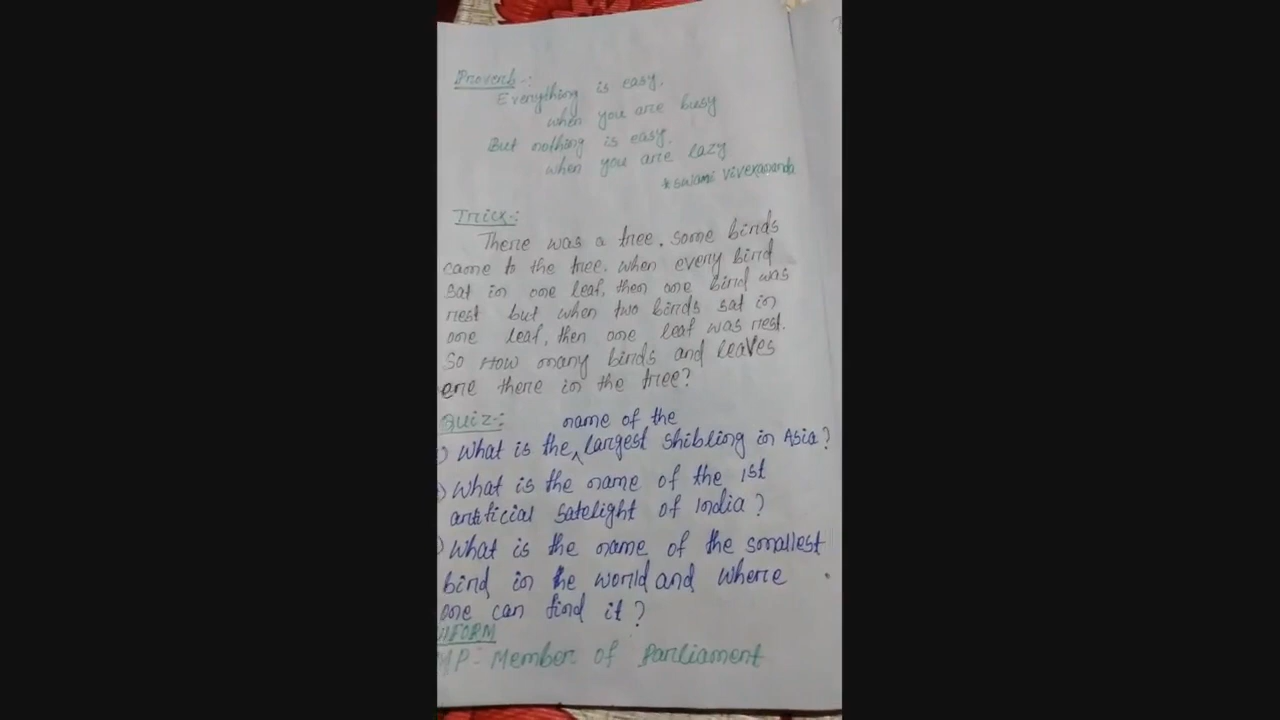 Proverb-:
Everything is easy.
when you are busy
But nothing is easy.
when you are lazy
* swami vivekananda
Trick-:
There was a tree. some birds
came to the tree. when every bird
sat in one leaf, then one bird was
rest but when two birds sat in
one leaf, then one leaf was rest.
So How many birds and leaves
are there in the tree?
Quiz-:
name of the
) What is the ^ largest shibling in Asia?
) What is the name of the 1st
artificial satelight of India?
) What is the name of the smallest
bird in the world and where
one can find it?
MP- Member of Parliament